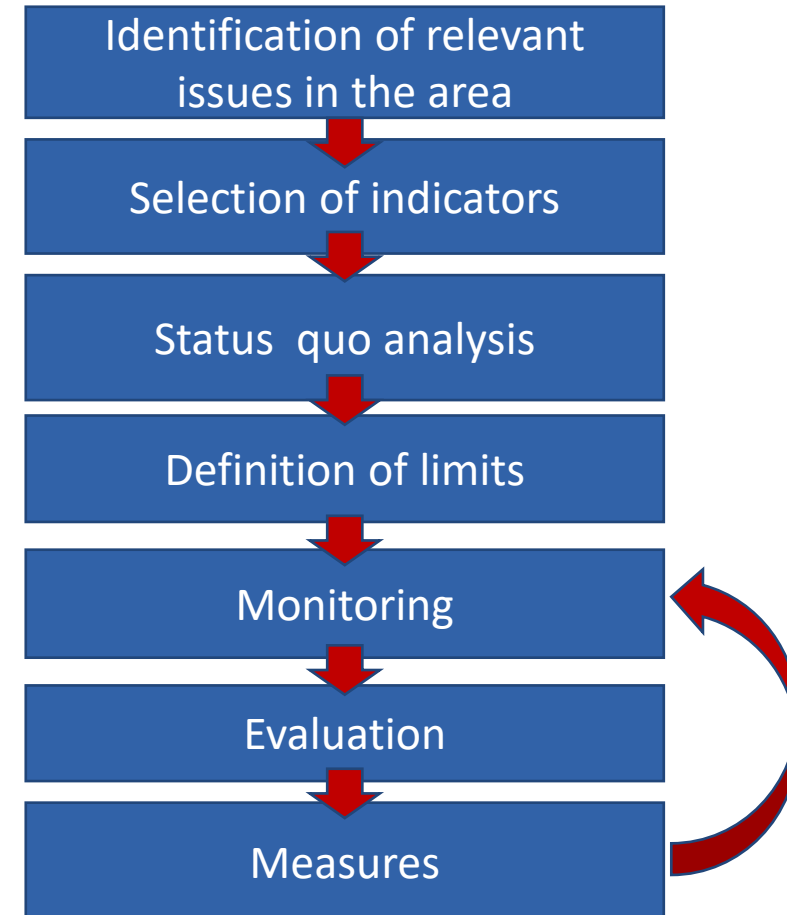 Identification of relevant
issues in the area
Selection of indicators
Status  quo analysis
Definition of limits
Monitoring
Evaluation
Measures